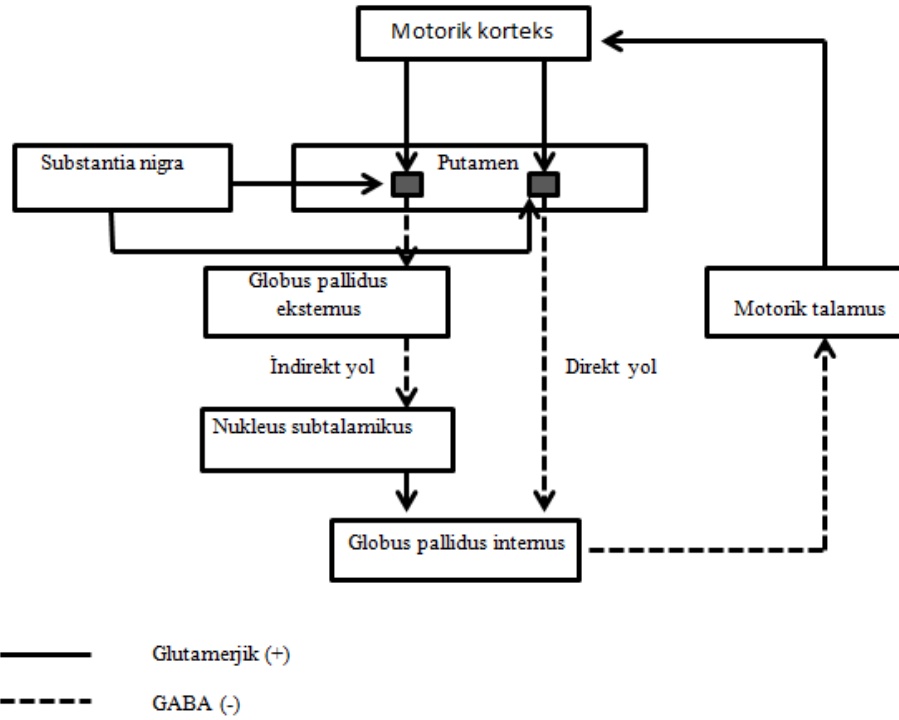 Motorik korteks
Substantia nigra
Putamen
Globus pallidus
eksternus
Motorik talamus
İndirekt yol
Direkt yol
Nukleus subtalamikus
Globus pallidus internus
Glutamerjik (+)
GABA (-)